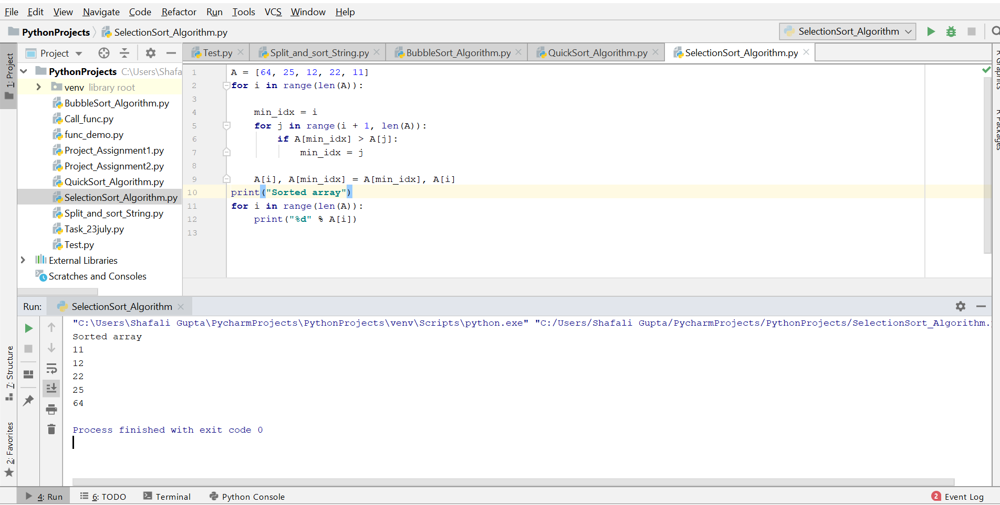 File Edit View Navigate Code Refactor Run Tools VCS Window Help
PythonProjects SelectionSort_Algorithm.py SelectionSort_Algorithm
1: Project
Project
Test.py Split_and_sort_String.py BubbleSort_Algorithm.py QuickSort_Algorithm.py SelectionSort_Algorithm.py
PythonProjects C:\Users\Shafa
venv library root
BubbleSort_Algorithm.py
Call_func.py
func_demo.py
Project_Assignment1.py
Project_Assignment2.py
QuickSort_Algorithm.py
SelectionSort_Algorithm.py
Split_and_sort_String.py
Task_23july.py
Test.py
External Libraries
Scratches and Consoles
1 A = [64, 25, 12, 22, 11]
2 for i in range(len(A)):
3
4     min_idx = i
5     for j in range(i + 1, len(A)):
6         if A[min_idx] > A[j]:
7             min_idx = j
8
9     A[i], A[min_idx] = A[min_idx], A[i]
10 print("Sorted array")
11 for i in range(len(A)):
12     print("%d" % A[i])
13
R Graphics
R Packages
Run: SelectionSort_Algorithm
"C:\Users\Shafali Gupta\PycharmProjects\PythonProjects\venv\Scripts\python.exe" "C:/Users/Shafali Gupta/PycharmProjects/PythonProjects/SelectionSort_Algorithm.
Sorted array
11
12
22
25
64
Process finished with exit code 0
7: Structure
2: Favorites
4: Run 6: TODO Terminal Python Console 2 Event Log